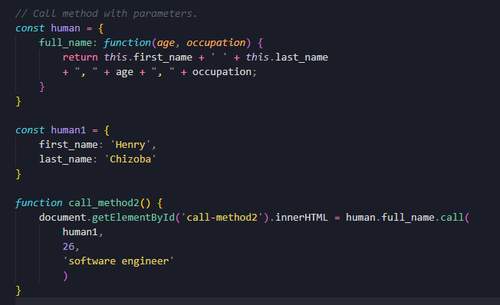 // Call method with parameters.
const human = {
    full_name: function(age, occupation) {
        return this.first_name + ' ' + this.last_name
        + ", " + age + ", " + occupation;
    }
}

const human1 = {
    first_name: 'Henry',
    last_name: 'Chizoba'
}

function call_method2() {
    document.getElementById('call-method2').innerHTML = human.full_name.call(
        human1,
        26,
        'software engineer'
        )
}